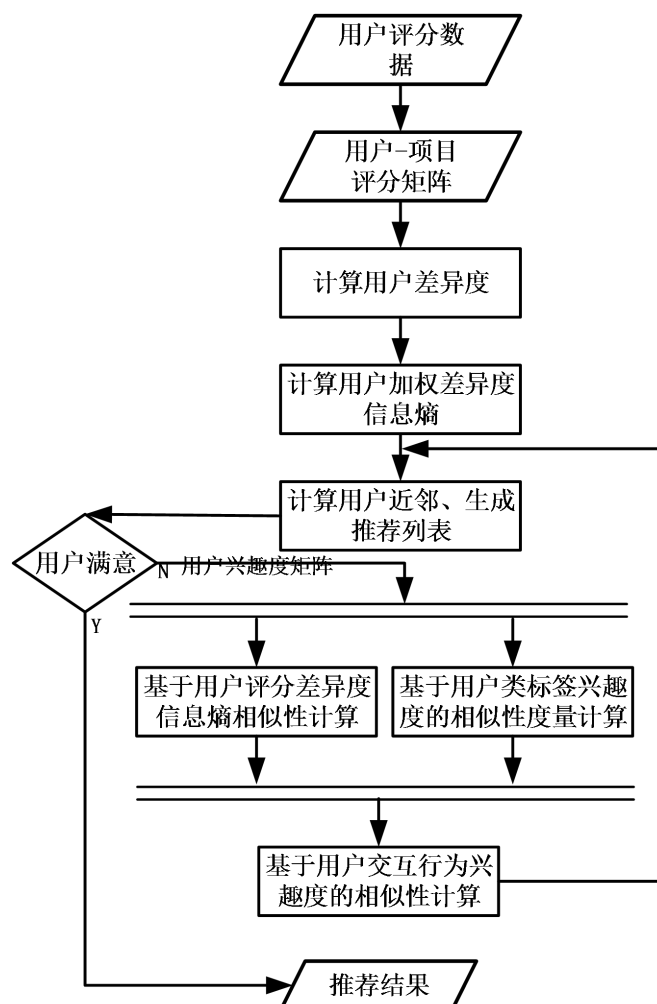 用户评分数
据
用户-项目
评分矩阵
计算用户差异度
计算用户加权差异度
信息熵
计算用户近邻、生成
推荐列表
用户满意
N 用户兴趣度矩阵
Y
基于用户评分差异度
信息熵相似性计算
基于用户类标签兴趣
度的相似性度量计算
基于用户交互行为兴
趣度的相似性计算
推荐结果